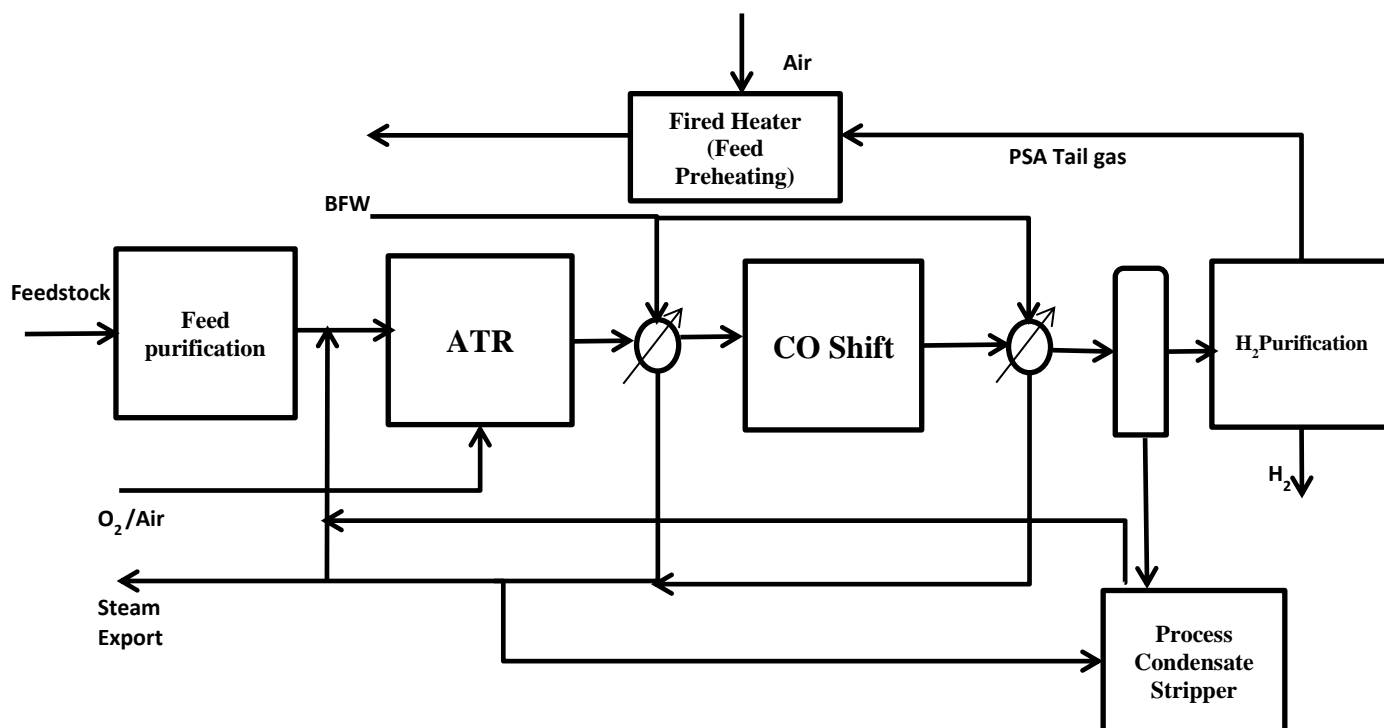 Air
Fired Heater
(Feed
Preheating)
PSA Tail gas
BFW
Feedstock
Feed
purification
ATR
CO Shift
H₂Purification
H₂
O₂/Air
Steam
Export
Process
Condensate
Stripper